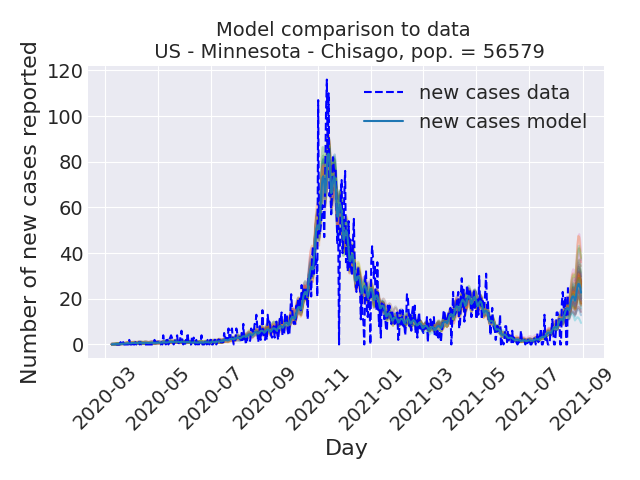 Model comparison to data
US - Minnesota - Chisago, pop. = 56579
Number of new cases reported
120
100
80
60
40
20
0
new cases data
new cases model
2020-03
2020-05
2020-07
2020-09
2020-11
2021-01
2021-03
2021-05
2021-07
2021-09
Day